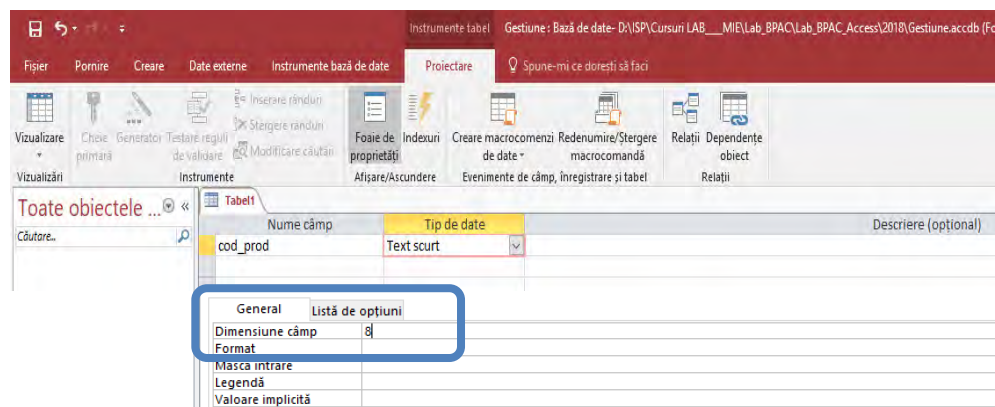 Instrumente tabel Gestiune : Bază de date- D:\ISP\Cursuri LAB___MIE\Lab_BPAC\Lab_BPAC_Access\2018\Gestiune.accdb (Fo
Fișier Pornire Creare Date externe Instrumente bază de date Proiectare Spune-mi ce doresti să faci
Vizualizare Cheie primară Generator Testare reguli de validare Inserare rânduri Ștergere rânduri Modificare căutări Foaie de proprietăți Indexuri Creare macrocomenzi de date Redenumire/Ștergere macrocomandă Relații Dependențe obiect
Vizualizări Instrumente Afișare/Ascundere Evenimente de câmp, înregistrare și tabel Relații
Toate obiectele ... «
Căutare...
Tabel1
Nume câmp Tip de date Descriere (opțional)
cod_prod Text scurt
General Listă de opțiuni
Dimensiune câmp 8
Format
Mască intrare
Legendă
Valoare implicită